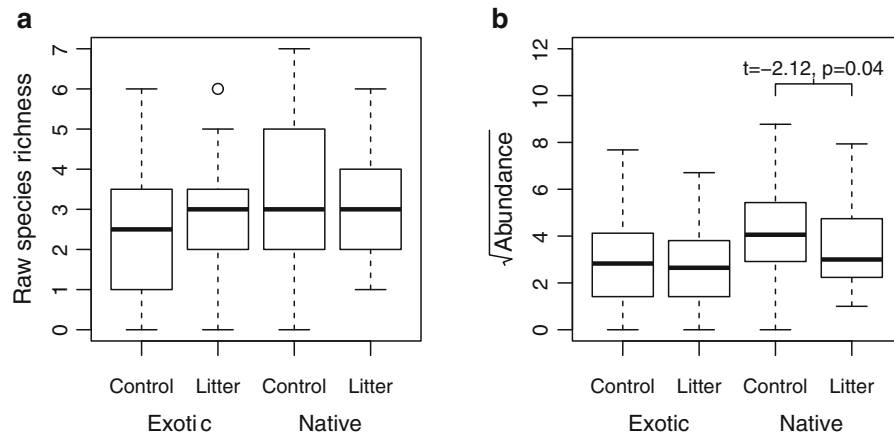 a
Raw species richness
7
6
5
4
3
2
1
0
Control Litter Control Litter
Exotic Native
b
√Abundance
12
10
8
6
4
2
0
t=−2.12, p=0.04
Control Litter Control Litter
Exotic Native